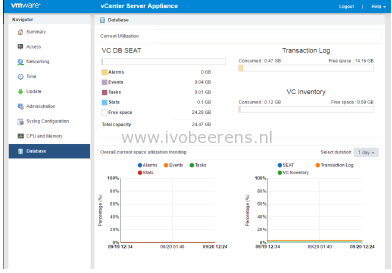 vmware® vCenter Server Appliance Logout | Help
Navigator
Summary
Access
Networking
Time
Update
Administration
Syslog Configuration
CPU and Memory
Database
Database
Current Utilization
VC DB SEAT
Alarms 0 GB
Events 0.04 GB
Tasks 0.01 GB
Stats 0.1 GB
Free space 24.28 GB
Total capacity 24.47 GB
Transaction Log
Consumed : 0.47 GB Free space : 14.16 GB
VC Inventory
Consumed : 0.12 GB Free space : 9.59 GB
www.ivobeerens.nl
Overall current space utilization trending Select duration: 1 day
Alarms Events Tasks
Stats
Percentage (%)
100%
80%
60%
40%
20%
0%
09/19 12:34 09/20 01:40 09/20 12:24
SEAT Transaction Log
VC Inventory
Percentage (%)
100%
80%
60%
40%
20%
0%
09/19 12:34 09/20 01:40 09/20 12:24